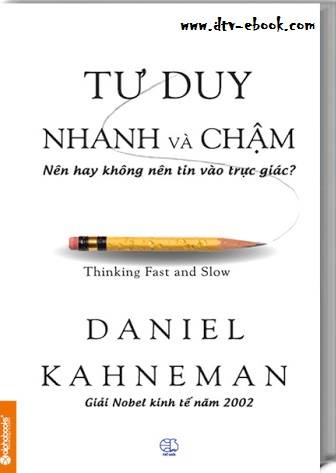 www.dtv-ebook.com
TƯ DUY
NHANH VÀ CHẬM
Nên hay không nên tin vào trực giác?
Thinking Fast and Slow
DANIEL
KAHNEMAN
Giải Nobel kinh tế năm 2002
alphabooks